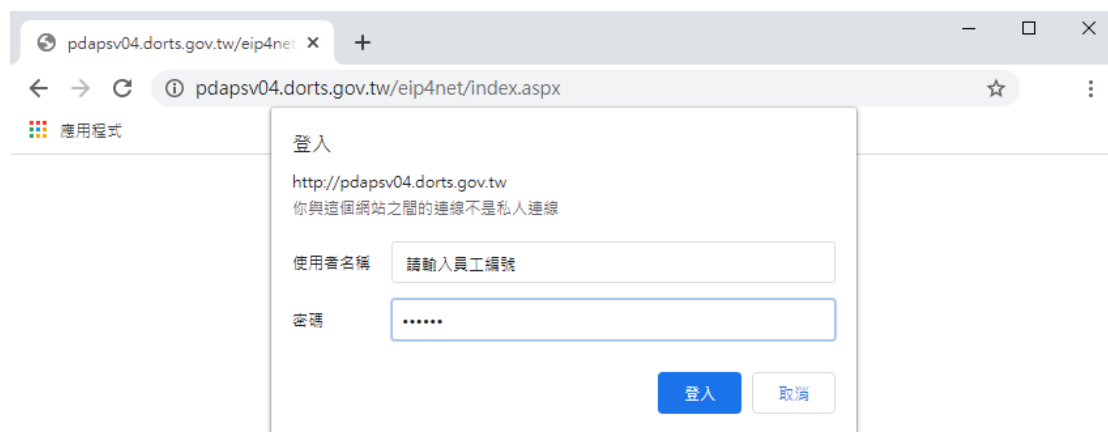 pdapsv04.dorts.gov.tw/eip4net
pdapsv04.dorts.gov.tw/eip4net/index.aspx
應用程式
登入
http://pdapsv04.dorts.gov.tw
你與這個網站之間的連線不是私人連線
使用者名稱 請輸入員工編號
密碼 ••••••
登入 取消